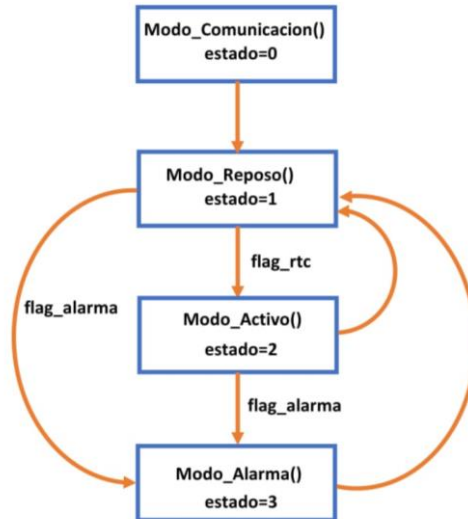 Modo_Comunicacion()
estado=0
Modo_Reposo()
estado=1
flag_rtc
flag_alarma
Modo_Activo()
estado=2
flag_alarma
Modo_Alarma()
estado=3